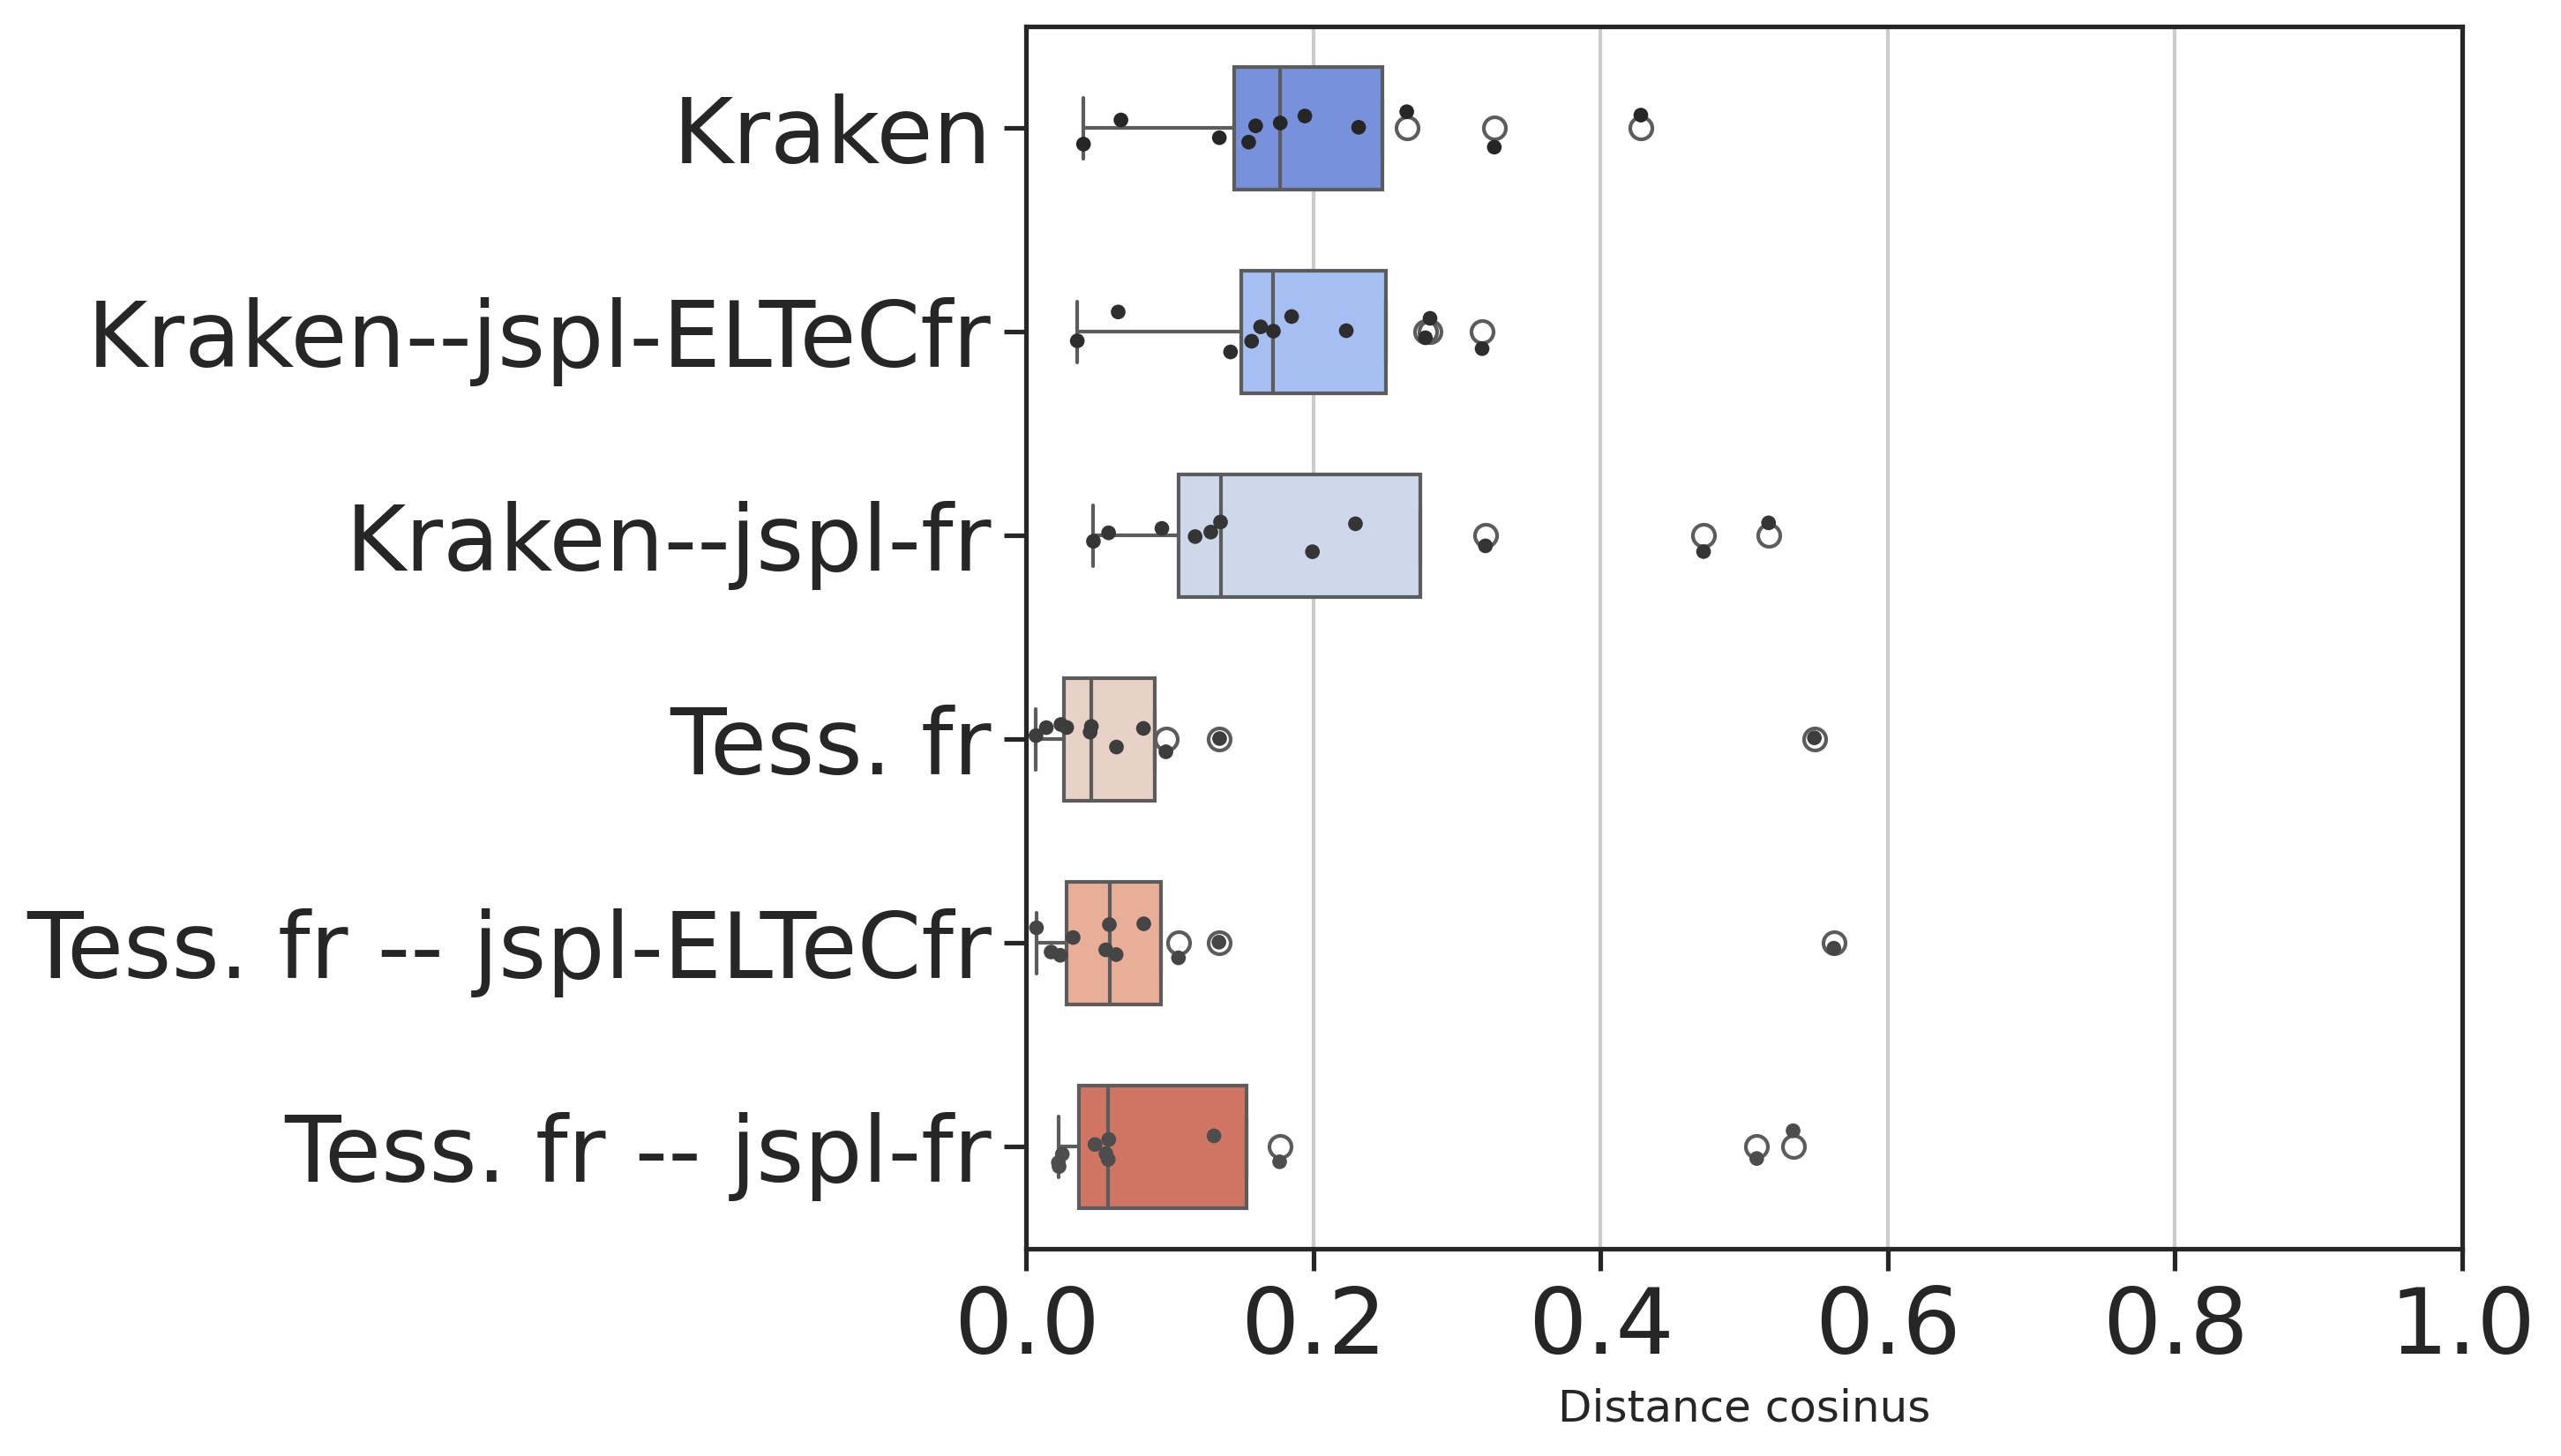 Kraken
Kraken--jspl-ELTeCfr
Kraken--jspl-fr
Tess. fr
Tess. fr -- jspl-ELTeCfr
Tess. fr -- jspl-fr
0.0 0.2 0.4 0.6 0.8 1.0
Distance cosinus